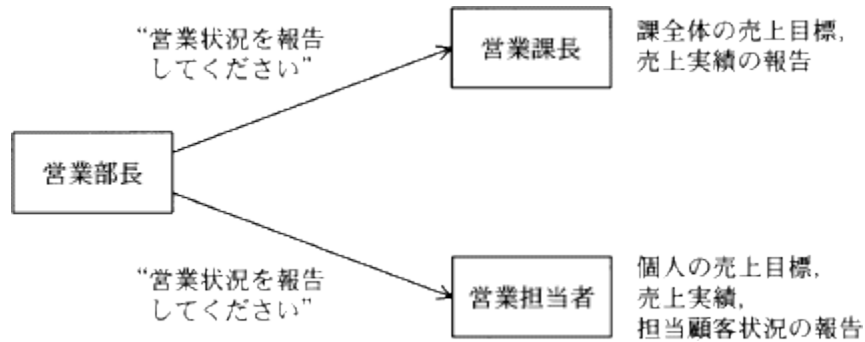 “営業状況を報告
してください”
営業課長
課全体の売上目標,
売上実績の報告
営業部長
“営業状況を報告
してください”
営業担当者
個人の売上目標,
売上実績,
担当顧客状況の報告